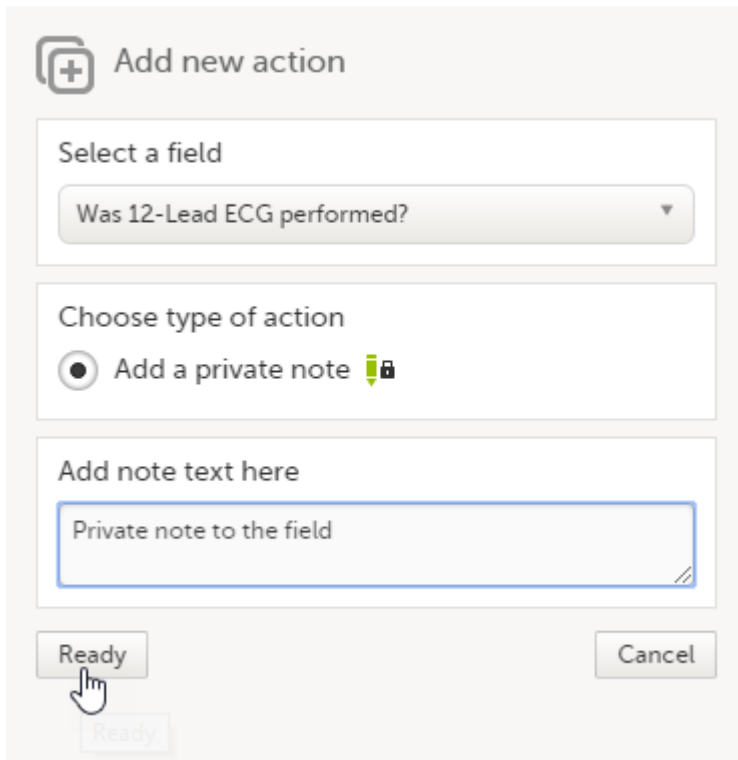 Add new action
Select a field
Was 12-Lead ECG performed?
Choose type of action
Add a private note
Add note text here
Private note to the field
Ready
Cancel
Ready